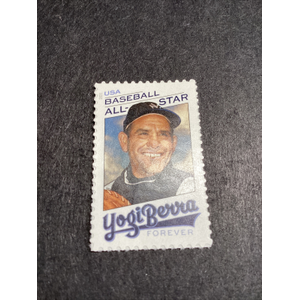 USA
BASEBALL
ALL-STAR
Yogi Berra
FOREVER